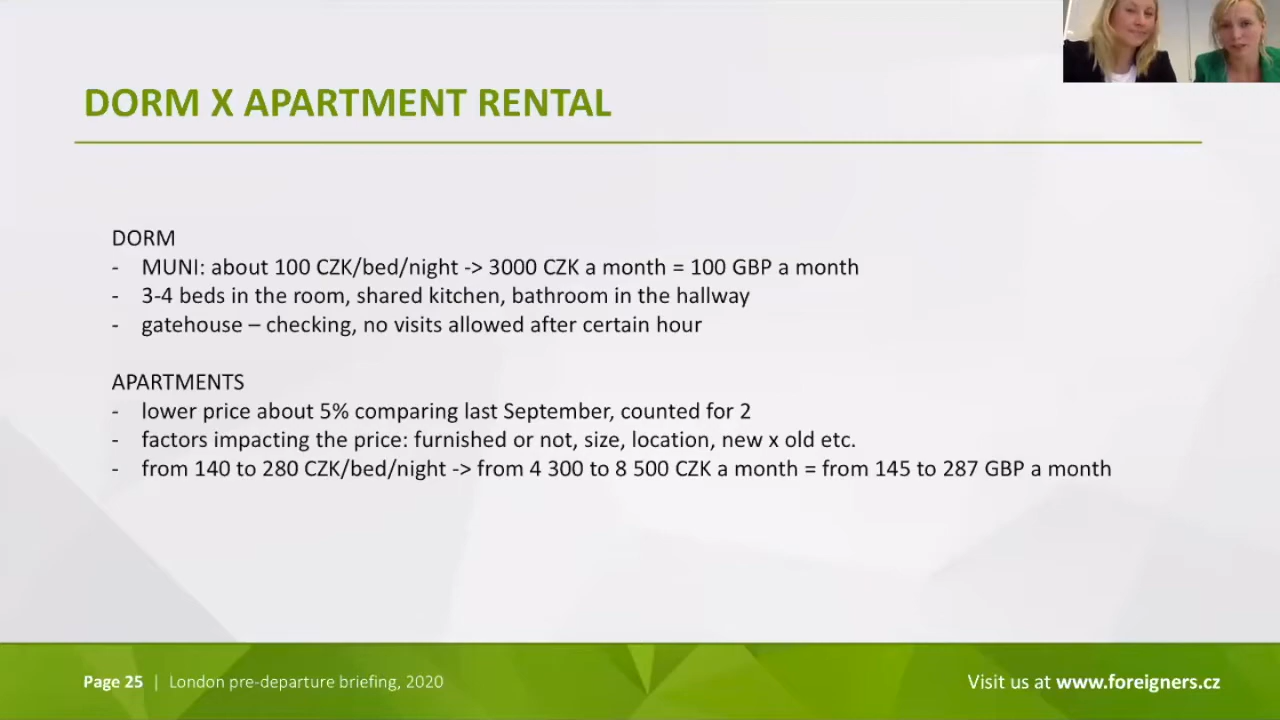 DORM X APARTMENT RENTAL
DORM
- MUNI: about 100 CZK/bed/night -> 3000 CZK a month = 100 GBP a month
- 3-4 beds in the room, shared kitchen, bathroom in the hallway
- gatehouse – checking, no visits allowed after certain hour
APARTMENTS
- lower price about 5% comparing last September, counted for 2
- factors impacting the price: furnished or not, size, location, new x old etc.
- from 140 to 280 CZK/bed/night -> from 4 300 to 8 500 CZK a month = from 145 to 287 GBP a month
Page 25 | London pre-departure briefing, 2020
Visit us at www.foreigners.cz